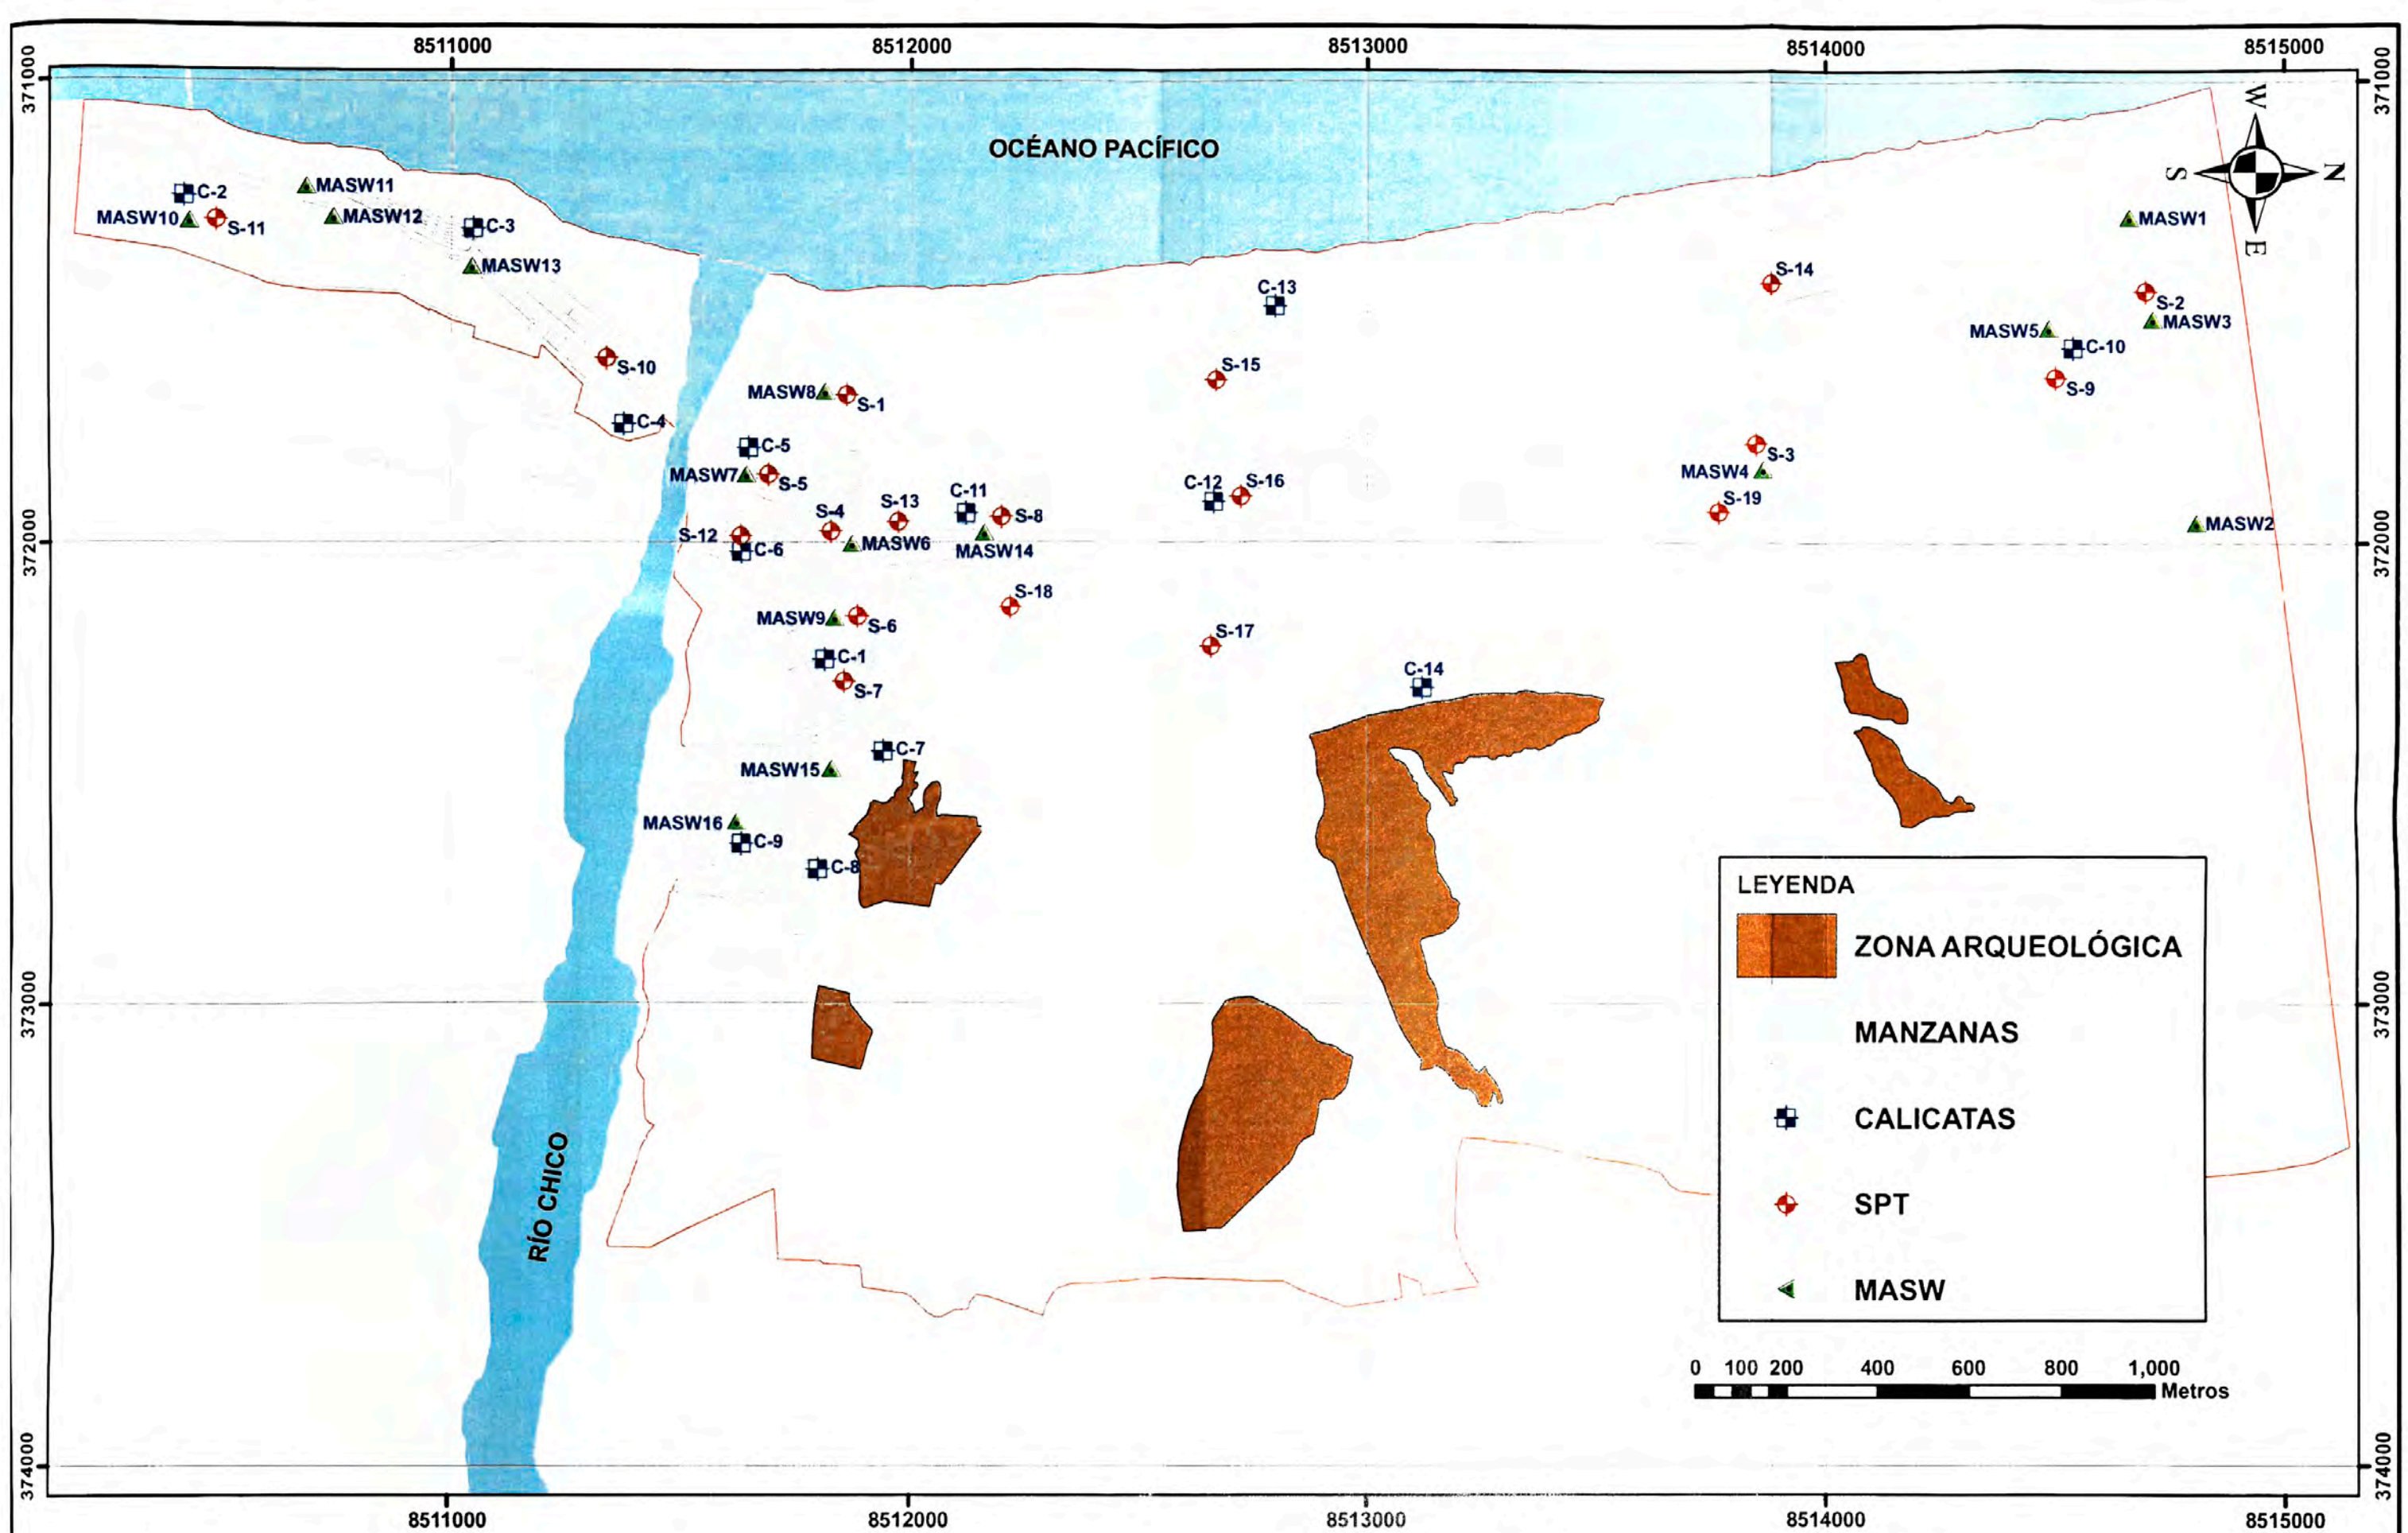 8511000 8512000 8513000 8514000 8515000
371000 371000
OCÉANO PACÍFICO
W
S N
E
C-2
MASW11
MASW10
S-11
MASW12
C-3
MASW13
MASW1
C-13
S-14
S-2
MASW3
MASW5
C-10
S-10
S-15
S-9
MASW8
S-1
C-4
C-5
S-3
MASW7
S-5
MASW4
C-11
C-12
S-16
S-13
S-4
S-8
S-19
MASW2
S-12
C-6
MASW6
MASW14
372000 372000
S-18
MASW9
S-6
S-17
C-1
C-14
S-7
C-7
MASW15
MASW16
C-9
C-8
LEYENDA
ZONA ARQUEOLÓGICA
MANZANAS
CALICATAS
SPT
MASW
373000 373000
RÍO CHICO
0 100 200 400 600 800 1,000
Metros
374000 374000
8511000 8512000 8513000 8514000 8515000